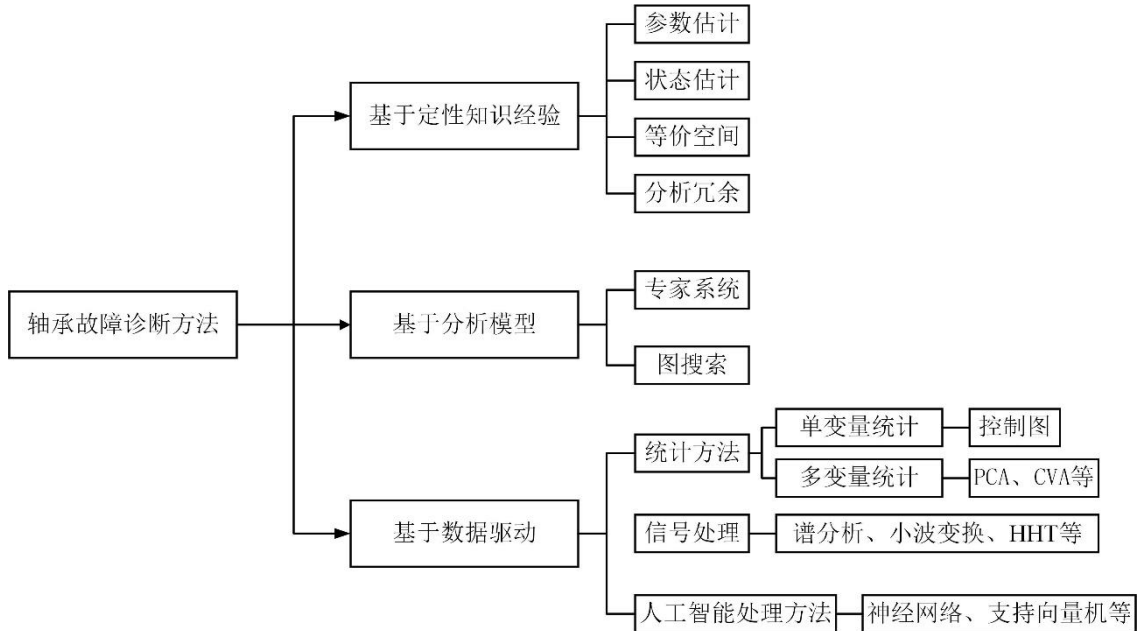 轴承故障诊断方法
基于定性知识经验
参数估计
状态估计
等价空间
分析冗余
基于分析模型
专家系统
图搜索
基于数据驱动
统计方法
单变量统计
控制图
多变量统计
PCA、CVA等
信号处理
谱分析、小波变换、HHT等
人工智能处理方法
神经网络、支持向量机等